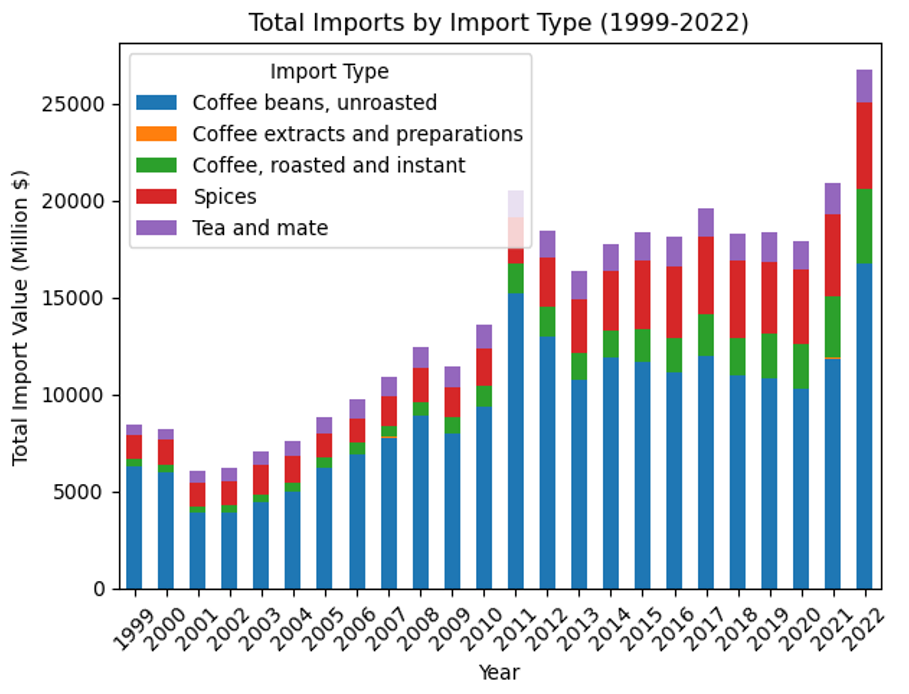 Total Imports by Import Type (1999-2022)
Import Type
Coffee beans, unroasted
Coffee extracts and preparations
Coffee, roasted and instant
Spices
Tea and mate
Total Import Value (Million $)
25000
20000
15000
10000
5000
0
1999 2000 2001 2002 2003 2004 2005 2006 2007 2008 2009 2010 2011 2012 2013 2014 2015 2016 2017 2018 2019 2020 2021 2022
Year